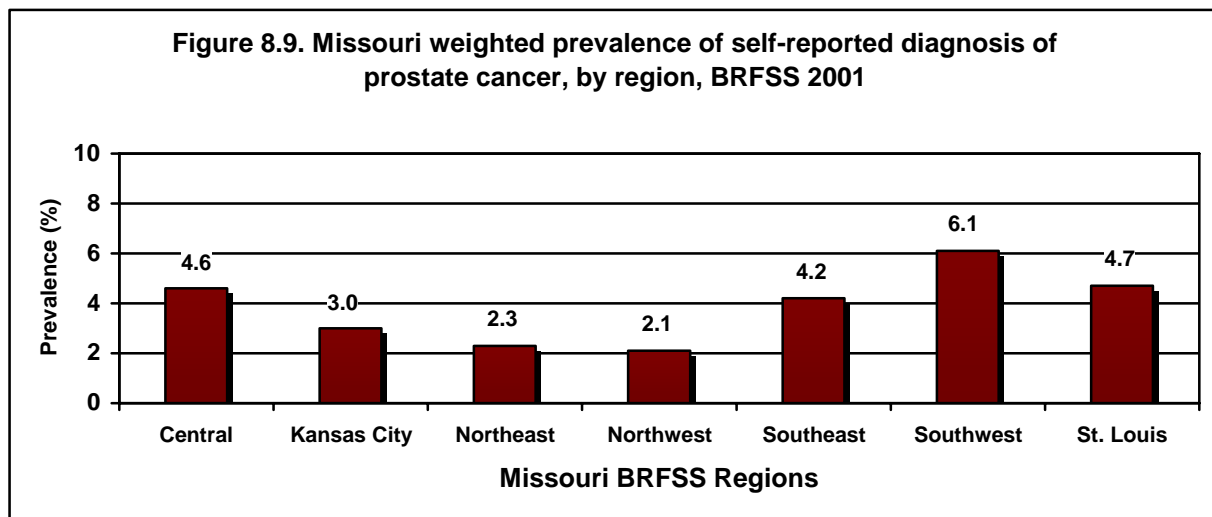 Figure 8.9. Missouri weighted prevalence of self-reported diagnosis of
prostate cancer, by region, BRFSS 2001
Prevalence (%)
10
8
6
4
2
0
4.6
3.0
2.3
2.1
4.2
6.1
4.7
Central
Kansas City
Northeast
Northwest
Southeast
Southwest
St. Louis
Missouri BRFSS Regions